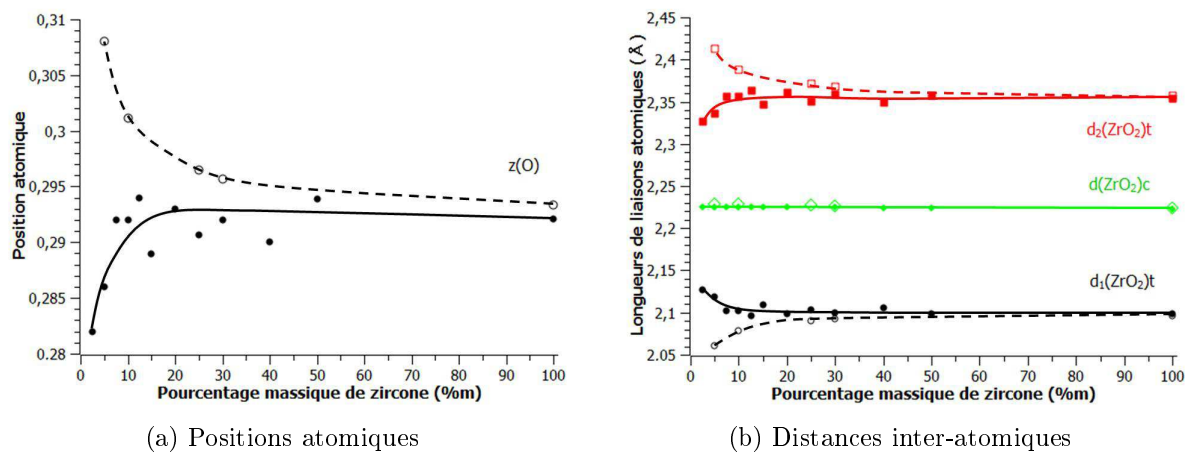 0,31
0,305
0,3
0,295
0,29
0,285
0.28
Position atomique
z(O)
0 10 20 30 40 50 60 70 80 90 100
Pourcentage massique de zircone (%m)
(a) Positions atomiques
2,45
2,4
2,35
2,3
2,25
2,2
2,15
2,1
2.05
Longueurs de liaisons atomiques (Å)
d₂(ZrO₂)t
d(ZrO₂)c
d₁(ZrO₂)t
0 10 20 30 40 50 60 70 80 90 100
Pourcentage massique de zircone (%m)
(b) Distances inter-atomiques